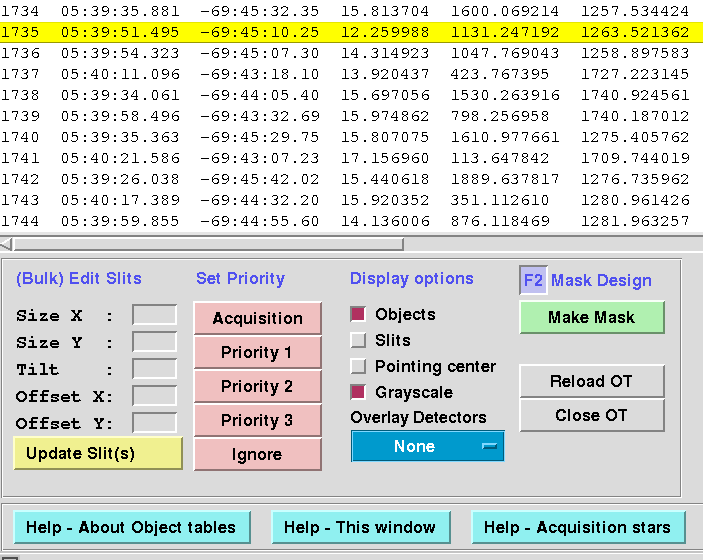 1734 05:39:35.881 -69:45:32.35 15.813704 1600.069214 1257.534424
1735 05:39:51.495 -69:45:10.25 12.259988 1131.247192 1263.521362
1736 05:39:54.323 -69:45:07.30 14.314923 1047.769043 1258.897583
1737 05:40:11.096 -69:43:18.10 13.920437 423.767395 1727.223145
1738 05:39:34.061 -69:44:05.40 15.697056 1530.263916 1740.924561
1739 05:39:58.496 -69:43:32.69 15.974862 798.256958 1740.187012
1740 05:39:35.363 -69:45:29.75 15.807075 1610.977661 1275.405762
1741 05:40:21.586 -69:43:07.23 17.156960 113.647842 1709.744019
1742 05:39:26.038 -69:45:42.02 15.440618 1889.637817 1276.735962
1743 05:40:17.389 -69:44:32.20 15.920352 351.112610 1280.961426
1744 05:39:59.855 -69:44:55.60 14.136006 876.118469 1281.963257
(Bulk) Edit Slits
Size X :
Size Y :
Tilt :
Offset X:
Offset Y:
Update Slit(s)
Set Priority
Acquisition
Priority 1
Priority 2
Priority 3
Ignore
Display options
Objects
Slits
Pointing center
Grayscale
Overlay Detectors
None
F2 Mask Design
Make Mask
Reload OT
Close OT
Help - About Object tables
Help - This window
Help - Acquisition stars